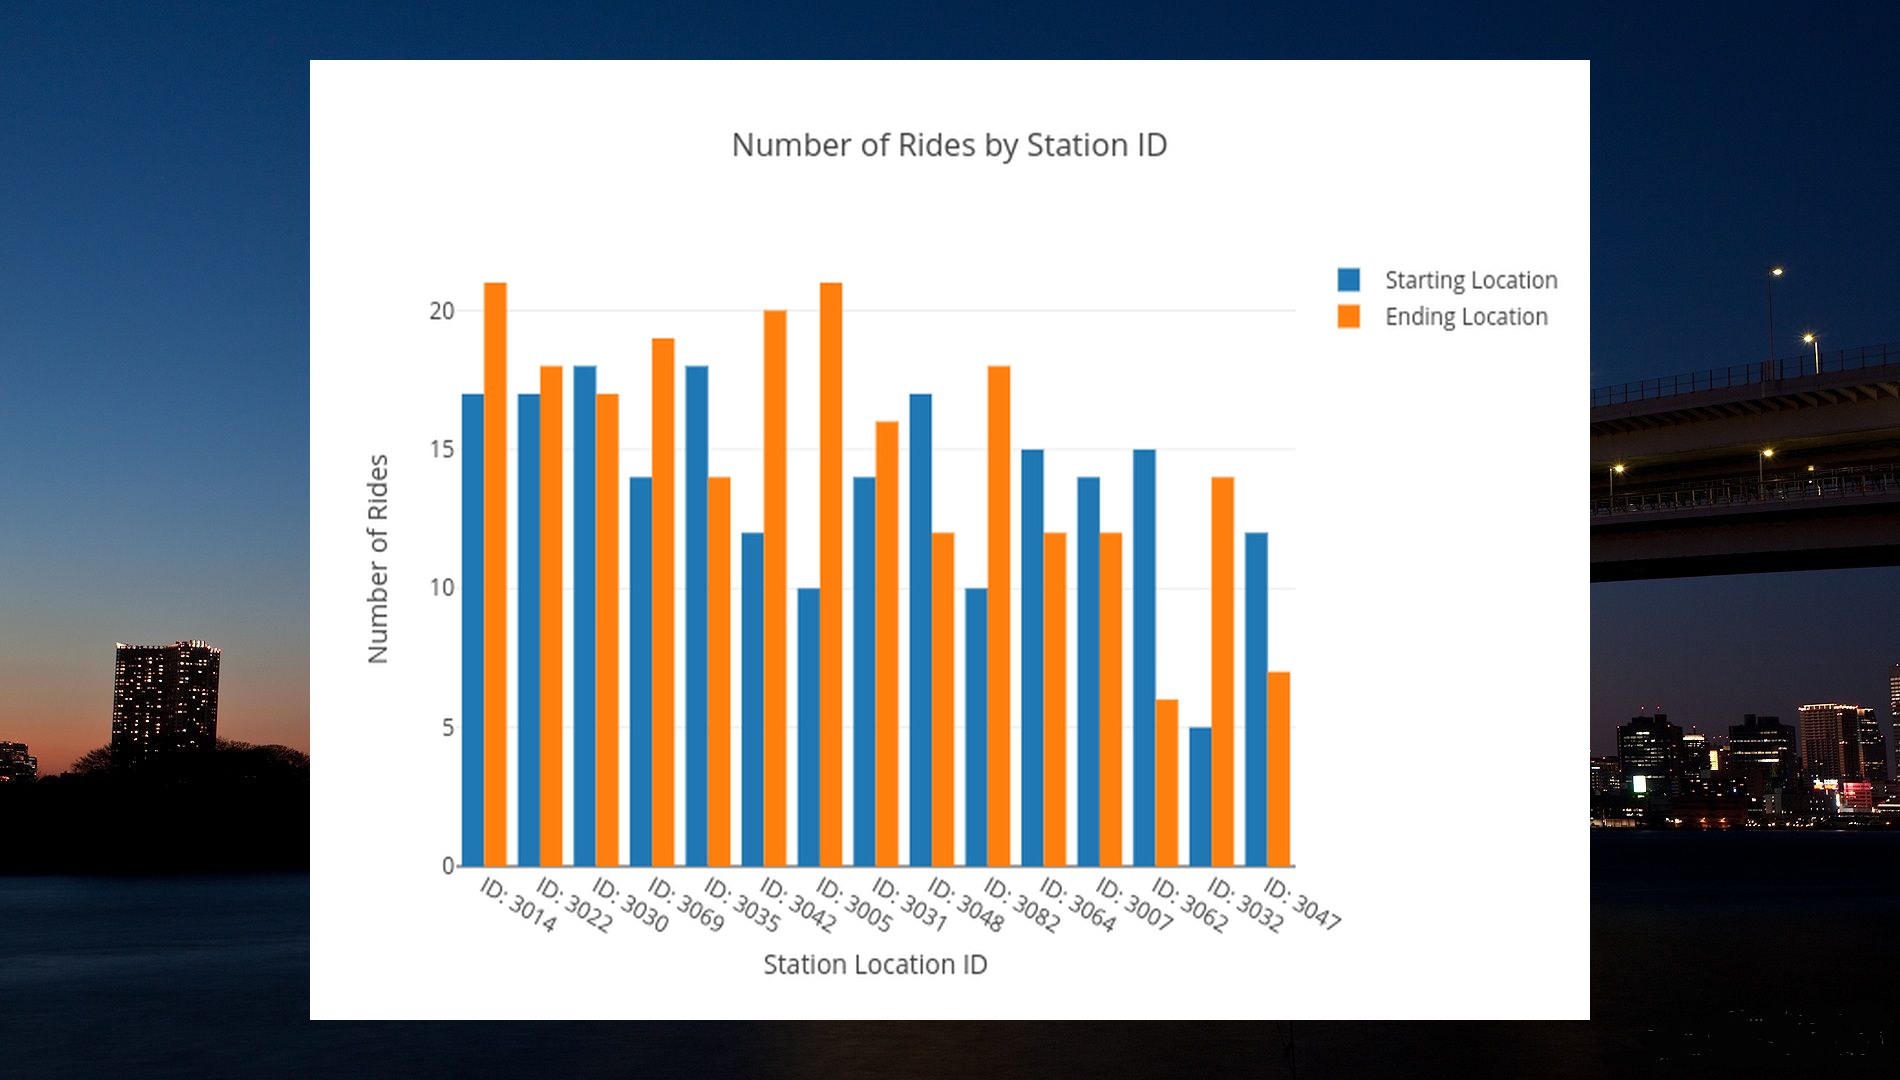 Number of Rides by Station ID
Starting Location
Ending Location
20
15
10
5
0
Number of Rides
ID: 3014
ID: 3022
ID: 3030
ID: 3069
ID: 3035
ID: 3042
ID: 3005
ID: 3031
ID: 3048
ID: 3082
ID: 3064
ID: 3007
ID: 3062
ID: 3032
ID: 3047
Station Location ID